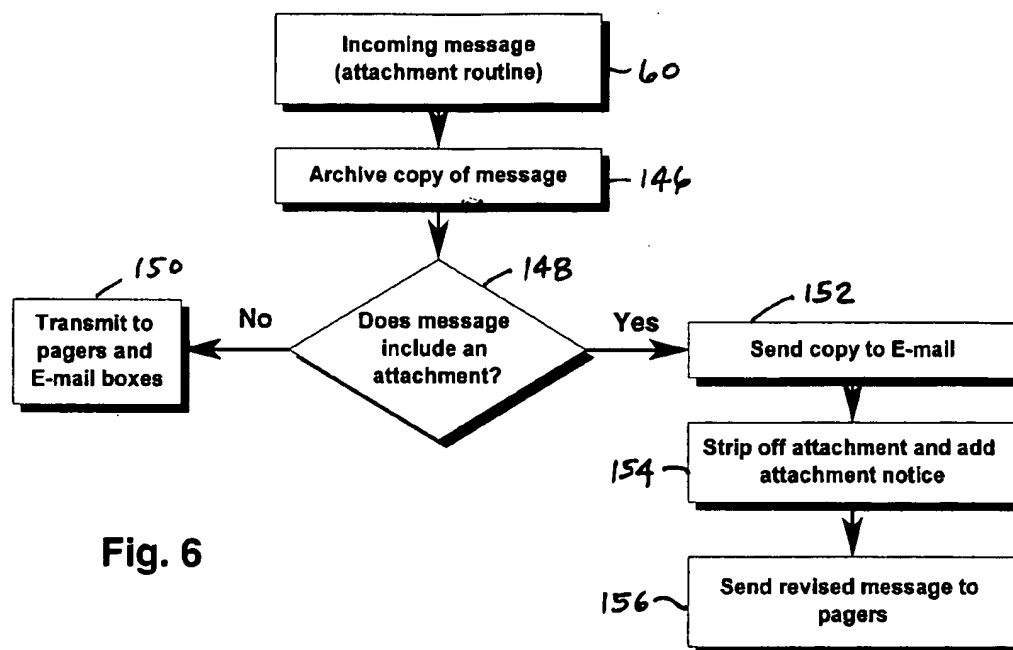 Incoming message
(attachment routine)
60
Archive copy of message
146
148
Does message
include an
attachment?
No
Yes
150
Transmit to
pagers and
E-mail boxes
152
Send copy to E-mail
154
Strip off attachment and add
attachment notice
156
Send revised message to
pagers
Fig. 6